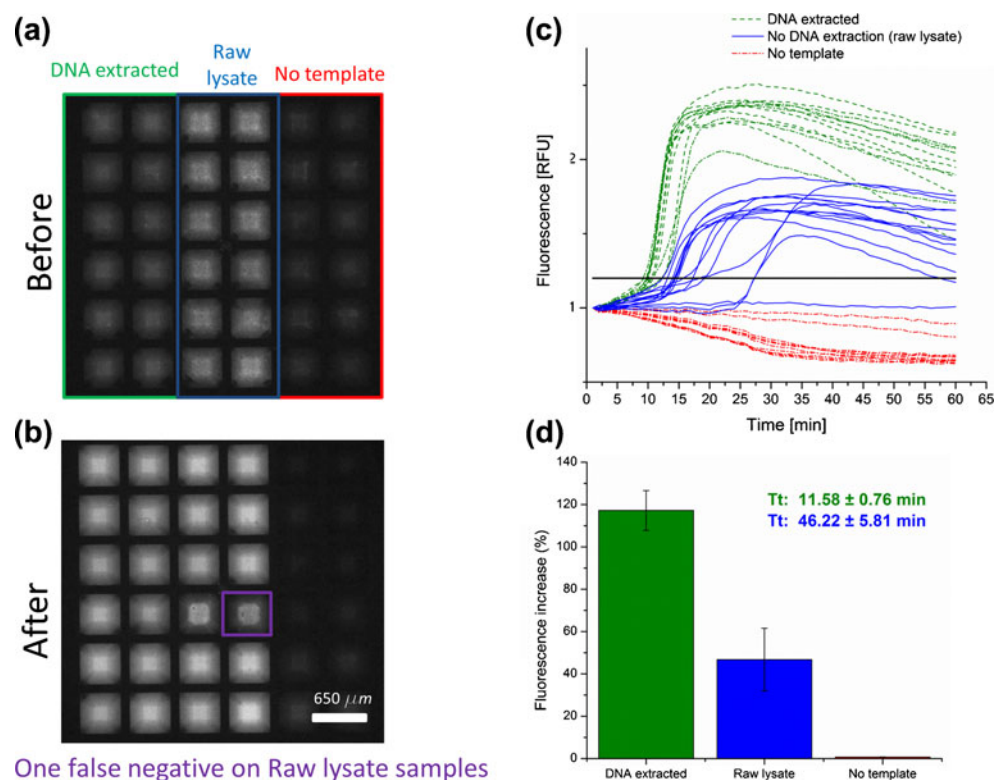 (a)
DNA extracted
Raw
lysate
No template
Before
(b)
After
650 μm
One false negative on Raw lysate samples
(c)
DNA extracted
No DNA extraction (raw lysate)
No template
Fluorescence [RFU]
2
1
0 5 10 15 20 25 30 35 40 45 50 55 60 65
Time [min]
(d)
Fluorescence increase (%)
140
120
100
80
60
40
20
0
Tt: 11.58 ± 0.76 min
Tt: 46.22 ± 5.81 min
DNA extracted Raw lysate No template